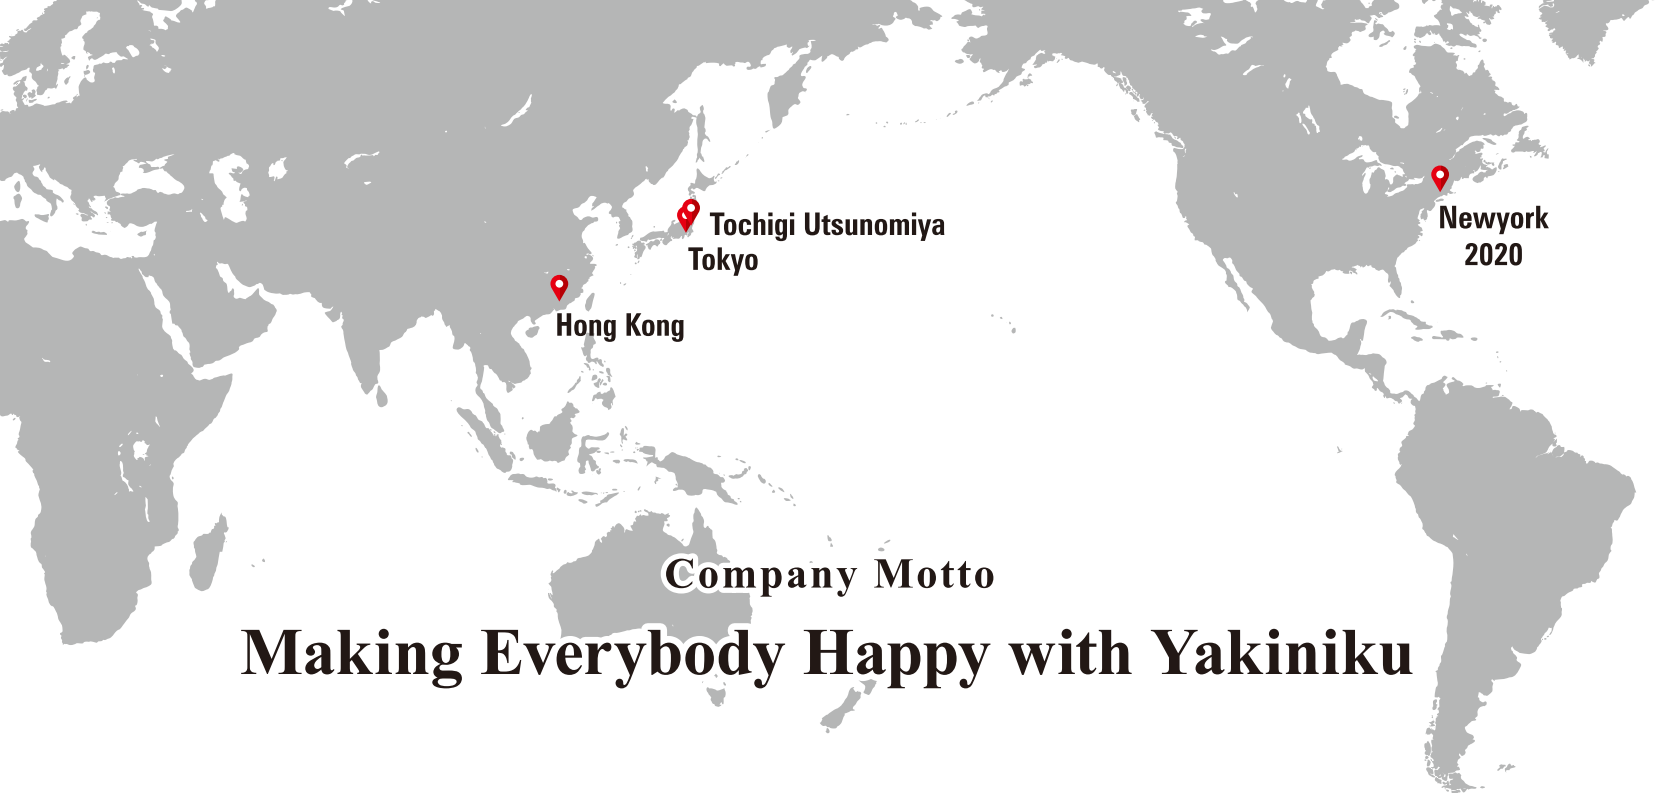 Tochigi Utsunomiya
Tokyo
Newyork
2020
Hong Kong
Company Motto
Making Everybody Happy with Yakiniku